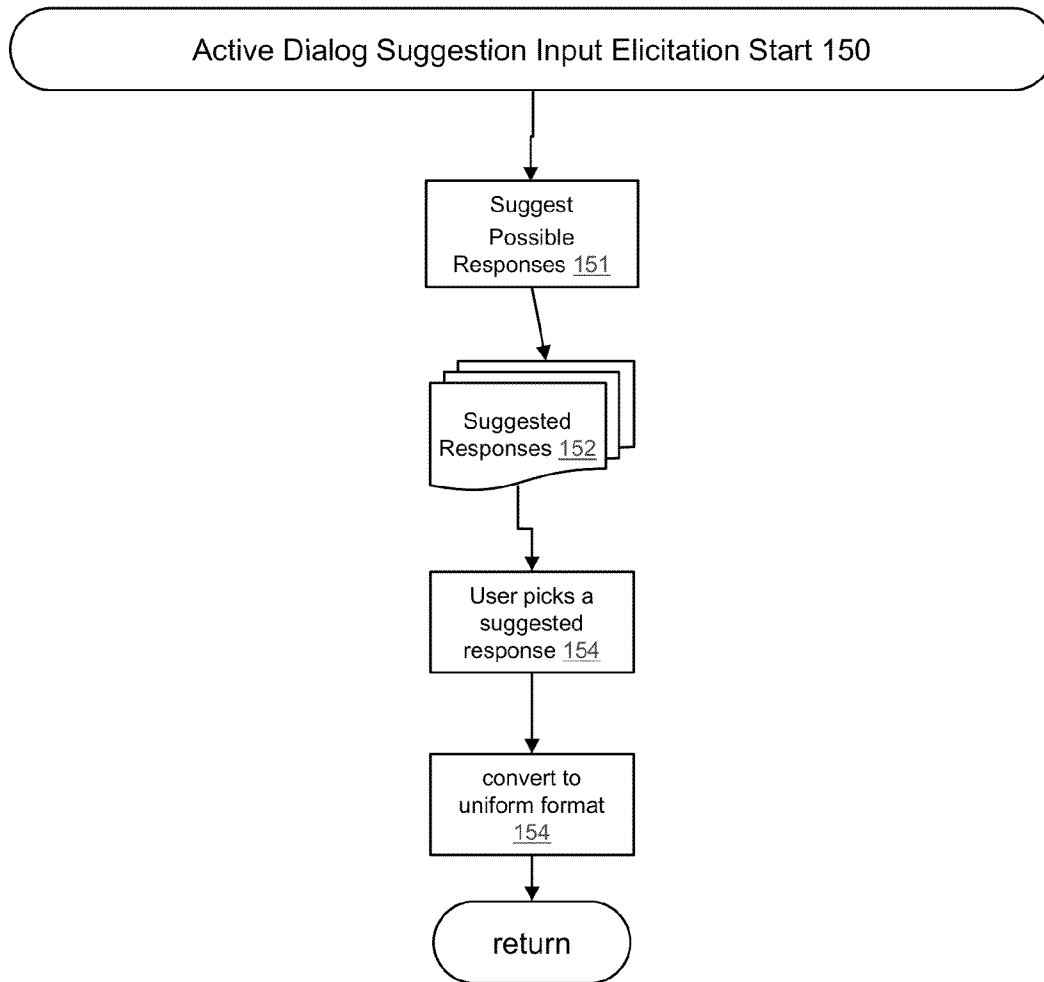 Active Dialog Suggestion Input Elicitation Start 150
Suggest
Possible
Responses 151
Suggested
Responses 152
User picks a
suggested
response 154
convert to
uniform format
154
return